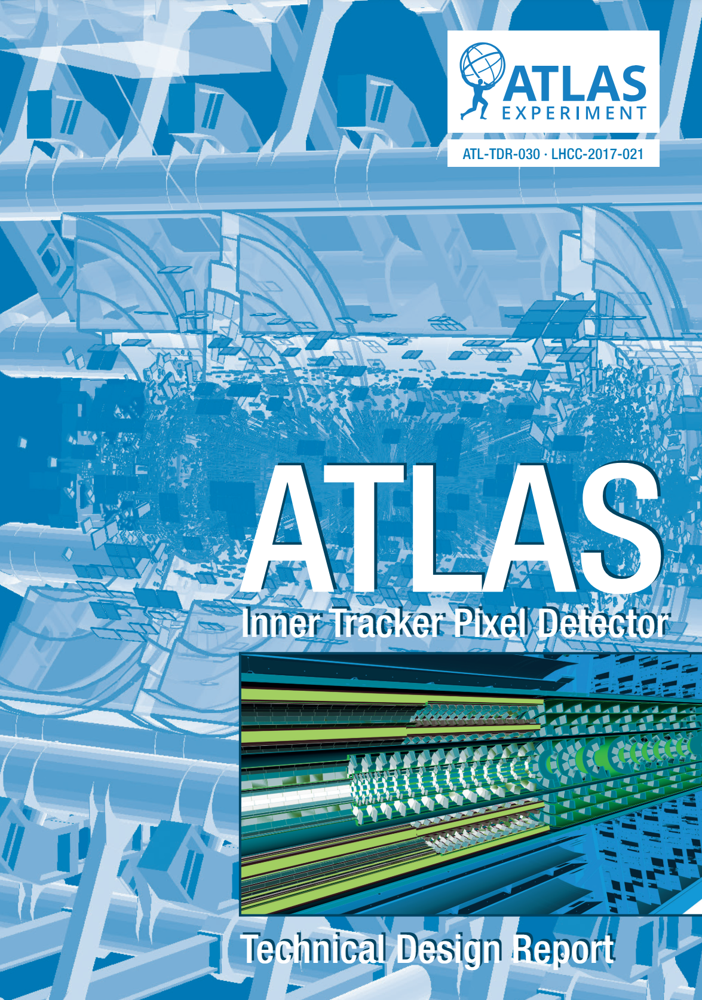 ATLAS
EXPERIMENT
ATL-TDR-030 · LHCC-2017-021
ATLAS
Inner Tracker Pixel Detector
Technical Design Report